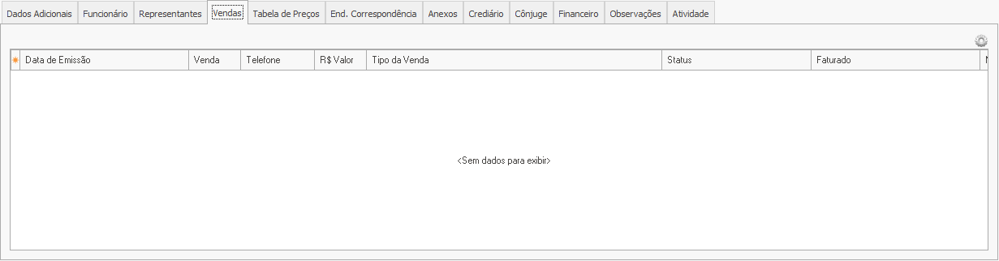 Dados Adicionais Funcionário Representantes Vendas Tabela de Preços End. Correspondência Anexos Crediário Cônjuge Financeiro Observações Atividade
Data de Emissão Venda Telefone R$ Valor Tipo da Venda Status Faturado
<Sem dados para exibir>